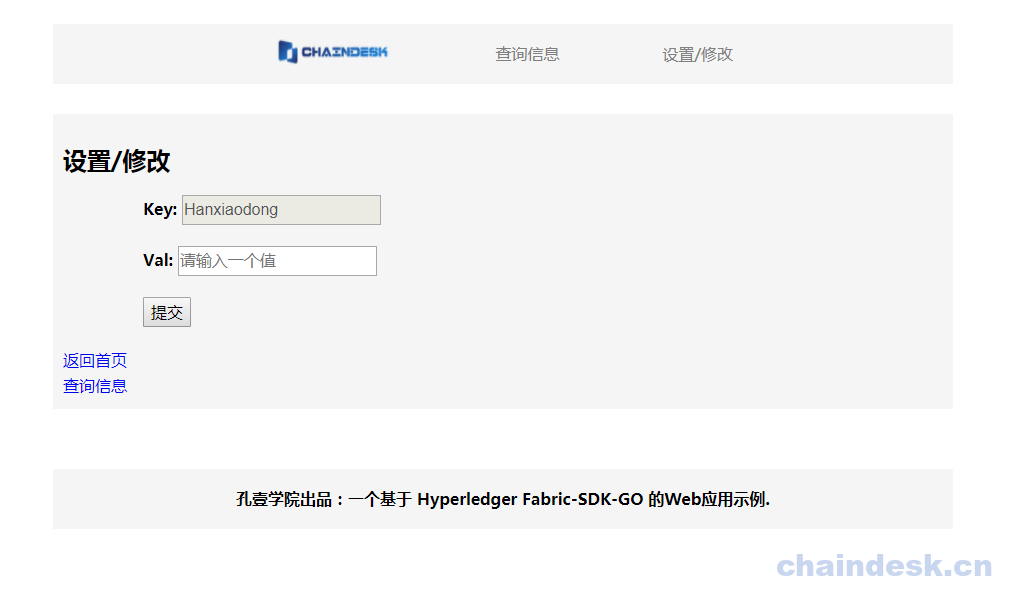 CHAINDESK 查询信息 设置/修改
设置/修改
Key: Hanxiaodong
Val: 请输入一个值
提交
返回首页
查询信息
孔壹学院出品：一个基于 Hyperledger Fabric-SDK-GO 的Web应用示例.
chaindesk.cn